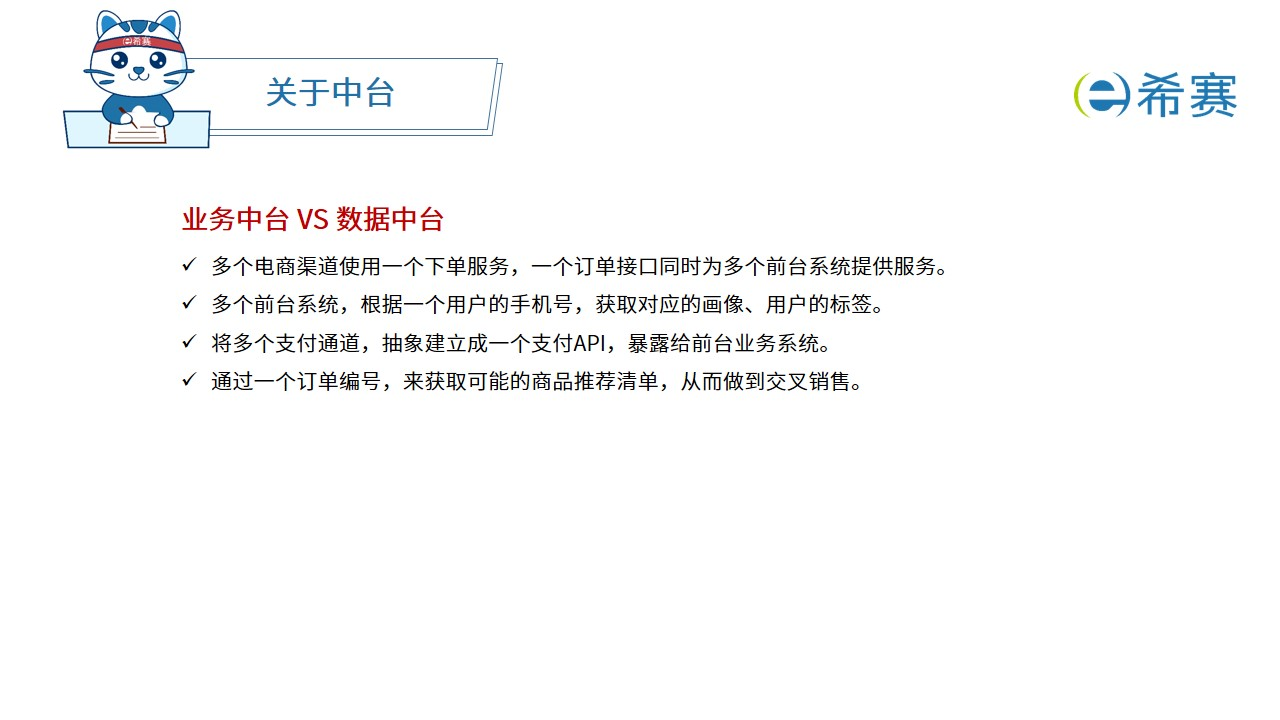 希赛
关于中台
希赛
业务中台 VS 数据中台
✓ 多个电商渠道使用一个下单服务，一个订单接口同时为多个前台系统提供服务。
✓ 多个前台系统，根据一个用户的手机号，获取对应的画像、用户的标签。
✓ 将多个支付通道，抽象建立成一个支付API，暴露给前台业务系统。
✓ 通过一个订单编号，来获取可能的商品推荐清单，从而做到交叉销售。